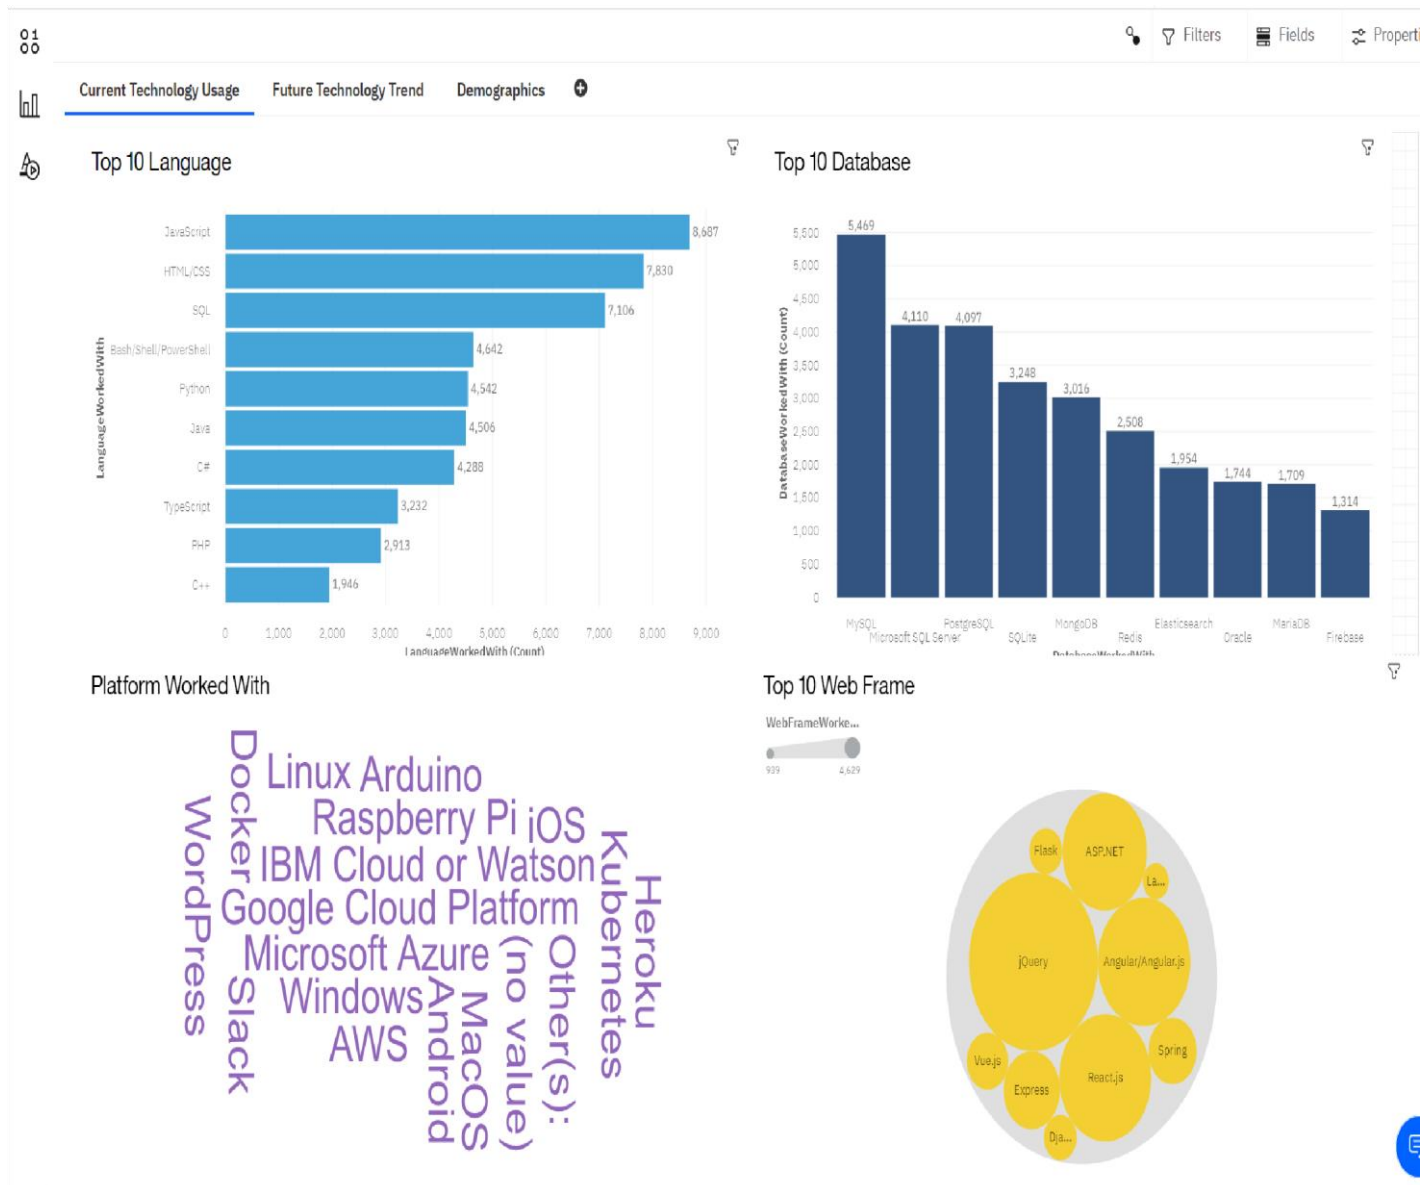 Filters Fields Properti
Current Technology Usage Future Technology Trend Demographics
Top 10 Language
JavaScript 8,687
HTML/CSS 7,830
SQL 7,106
Bash/Shell/PowerShell 4,642
Python 4,542
Java 4,506
C# 4,288
TypeScript 3,232
PHP 2,913
C++ 1,946
LanguageWorkedWith
0 1,000 2,000 3,000 4,000 5,000 6,000 7,000 8,000 9,000
LanguageWorkedWith (Count)
Top 10 Database
DatabaseWorkedWith (Count)
5,500
5,000
4,500
4,000
3,500
3,000
2,500
2,000
1,500
1,000
500
0
5,469
4,110
4,097
3,248
3,016
2,508
1,954
1,744
1,709
1,314
MySQL
Microsoft SQL Server
PostgreSQL
SQLite
MongoDB
Redis
Elasticsearch
Oracle
MariaDB
Firebase
DatabaseWorkedWith
Platform Worked With
Docker
Linux
Arduino
WordPress
Raspberry Pi
iOS
IBM Cloud or Watson
Kubernetes
Google Cloud Platform
Heroku
Microsoft Azure
(no value)
Other(s):
Slack
Windows
Android
MacOS
AWS
Top 10 Web Frame
WebFrameWorke...
939 4,629
Flask
ASP.NET
La...
jQuery
Angular/Angular.js
Vue.js
Express
React.js
Spring
Dja...